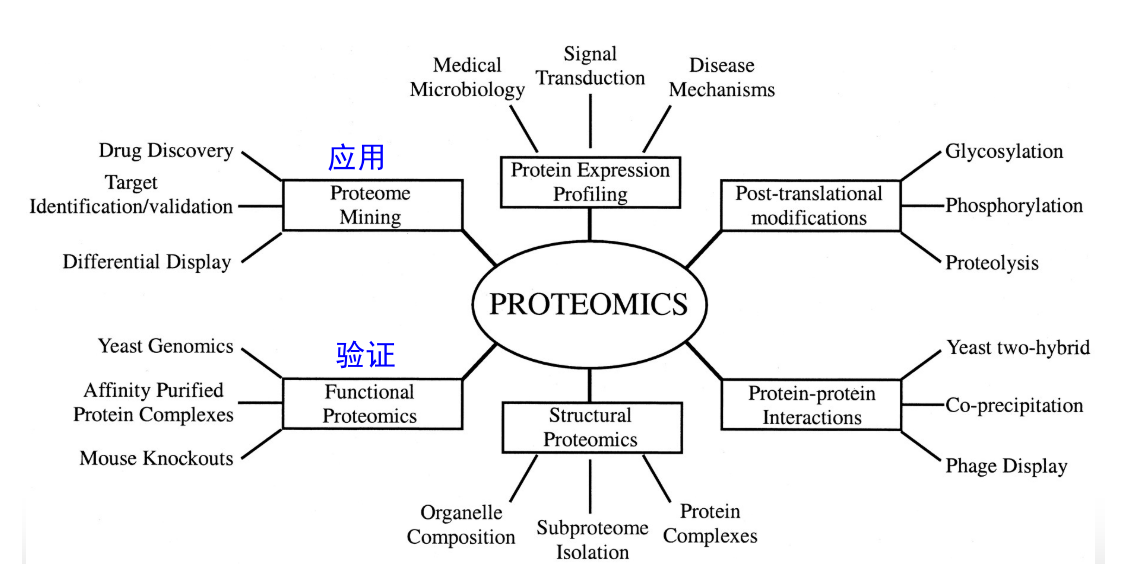 Medical
Microbiology
Signal
Transduction
Disease
Mechanisms
Protein Expression
Profiling
应用
Drug Discovery
Target
Identification/validation
Differential Display
Proteome
Mining
Post-translational
modifications
Glycosylation
Phosphorylation
Proteolysis
PROTEOMICS
验证
Yeast Genomics
Affinity Purified
Protein Complexes
Mouse Knockouts
Functional
Proteomics
Structural
Proteomics
Protein-protein
Interactions
Yeast two-hybrid
Co-precipitation
Phage Display
Organelle
Composition
Subproteome
Isolation
Protein
Complexes